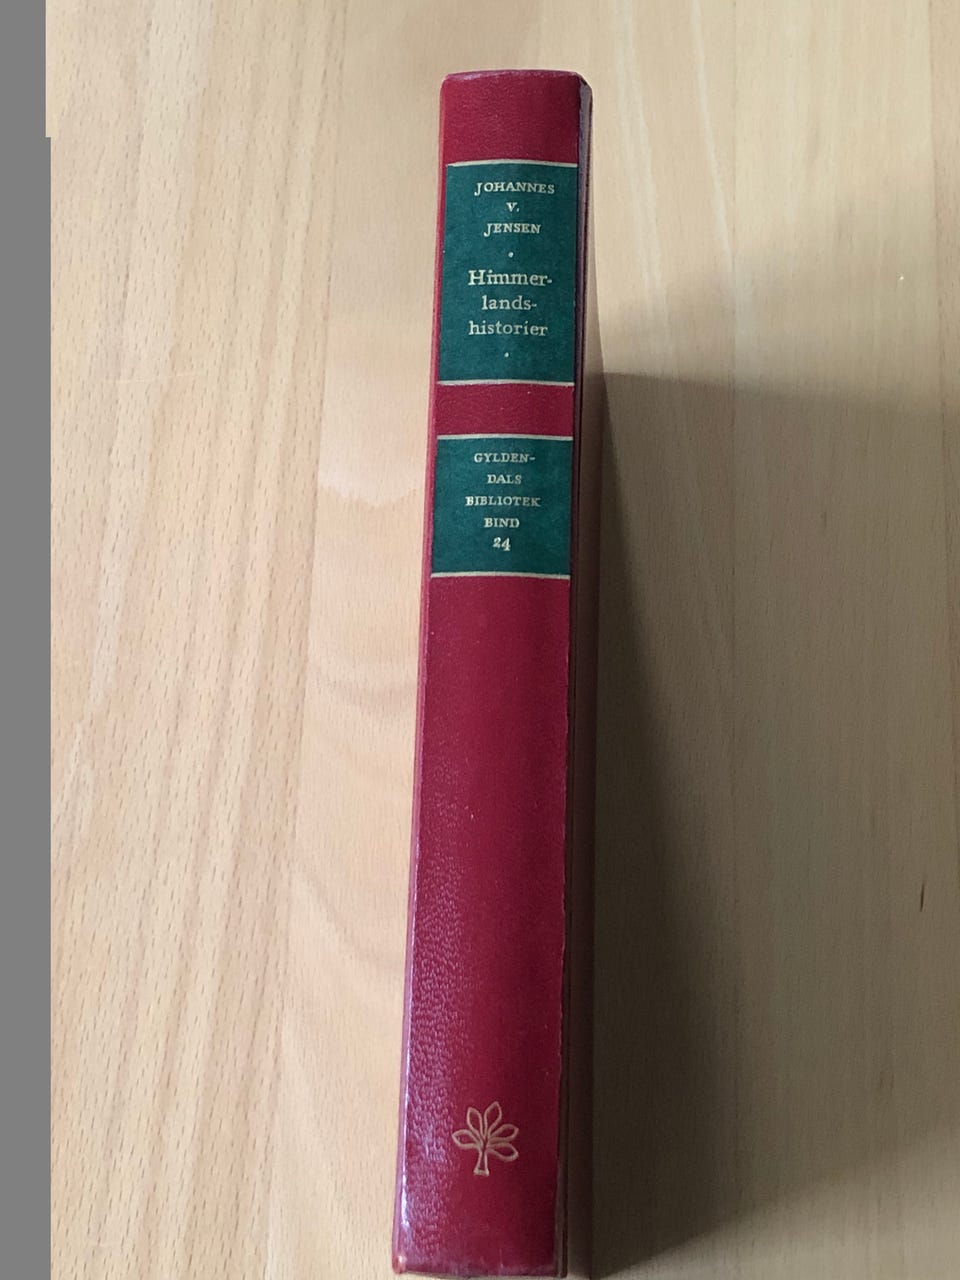 JOHANNES
V.
JENSEN
Himmer-
lands-
historier
GYLDEN-
DALS
BIBLIOTEK
BIND
24